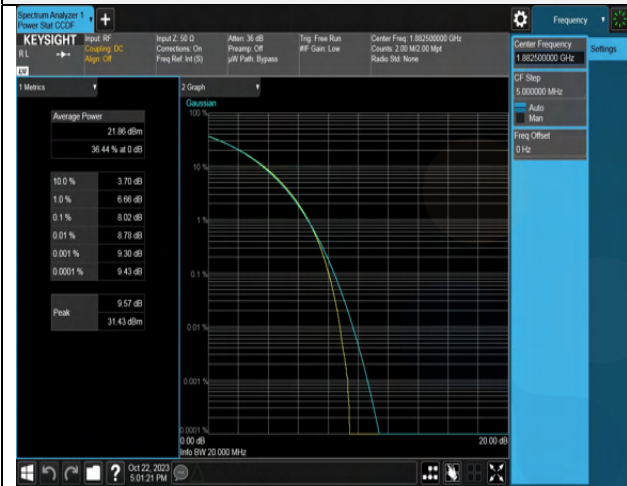 Spectrum Analyzer 1
Power Stat CCDF
Frequency
KEYSIGHT
RL
Input: RF
Coupling: DC
Align: Off
Input Z: 50 Ω
Corrections: On
Freq Ref: Int (S)
Atten: 36 dB
Preamp: Off
µW Path: Bypass
Trig: Free Run
#IF Gain: Low
Center Freq: 1.882500000 GHz
Counts: 2.00 M/2.00 Mpt
Radio Std: None
Center Frequency
1.882500000 GHz
Settings
CF Step
5.000000 MHz
Auto
Man
Freq Offset
0 Hz
1 Metrics
Average Power
21.86 dBm
36.44 % at 0 dB
10.0 % 3.70 dB
1.0 % 6.66 dB
0.1 % 8.02 dB
0.01 % 8.78 dB
0.001 % 9.30 dB
0.0001 % 9.43 dB
Peak
9.57 dB
31.43 dBm
2 Graph
Gaussian
100 %
10 %
1 %
0.1 %
0.01 %
0.001 %
0.0001 %
0.00 dB
20.00 dB
Info BW 20.000 MHz
Oct 22, 2023
5:01:21 PM